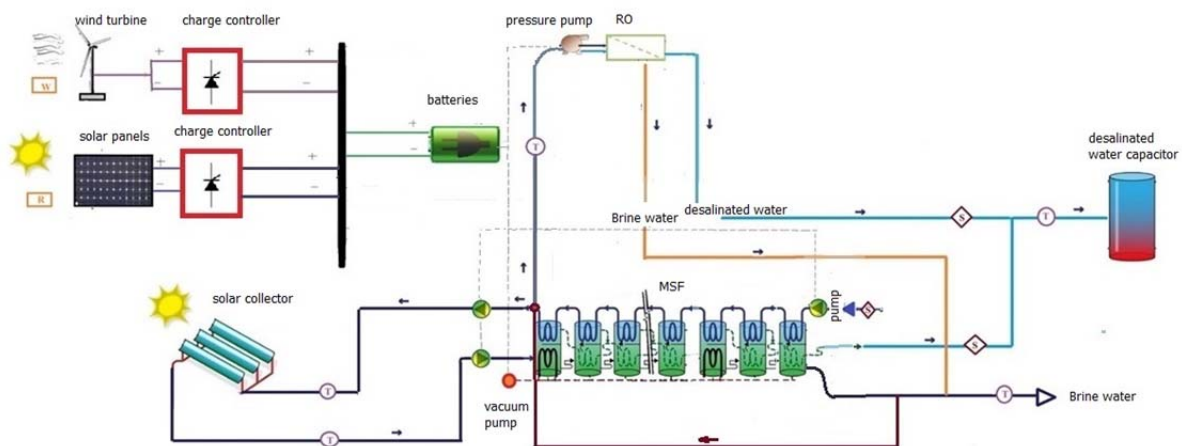 wind turbine
charge controller
pressure pump
RO
W
+
−
+
−
batteries
+
−
T
solar panels
charge controller
desalinated
water capacitor
+
−
+
−
R
Brine water
desalinated water
S
T
solar collector
MSF
pump
S
S
T
T
vacuum
pump
T
Brine water